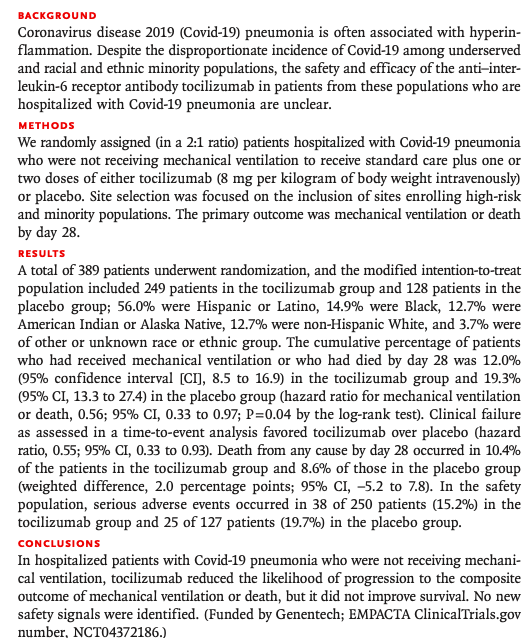 BACKGROUND
Coronavirus disease 2019 (Covid-19) pneumonia is often associated with hyperin-
flammation. Despite the disproportionate incidence of Covid-19 among underserved
and racial and ethnic minority populations, the safety and efficacy of the anti–inter-
leukin-6 receptor antibody tocilizumab in patients from these populations who are
hospitalized with Covid-19 pneumonia are unclear.
METHODS
We randomly assigned (in a 2:1 ratio) patients hospitalized with Covid-19 pneumonia
who were not receiving mechanical ventilation to receive standard care plus one or
two doses of either tocilizumab (8 mg per kilogram of body weight intravenously)
or placebo. Site selection was focused on the inclusion of sites enrolling high-risk
and minority populations. The primary outcome was mechanical ventilation or death
by day 28.
RESULTS
A total of 389 patients underwent randomization, and the modified intention-to-treat
population included 249 patients in the tocilizumab group and 128 patients in the
placebo group; 56.0% were Hispanic or Latino, 14.9% were Black, 12.7% were
American Indian or Alaska Native, 12.7% were non-Hispanic White, and 3.7% were
of other or unknown race or ethnic group. The cumulative percentage of patients
who had received mechanical ventilation or who had died by day 28 was 12.0%
(95% confidence interval [CI], 8.5 to 16.9) in the tocilizumab group and 19.3%
(95% CI, 13.3 to 27.4) in the placebo group (hazard ratio for mechanical ventilation
or death, 0.56; 95% CI, 0.33 to 0.97; P=0.04 by the log-rank test). Clinical failure
as assessed in a time-to-event analysis favored tocilizumab over placebo (hazard
ratio, 0.55; 95% CI, 0.33 to 0.93). Death from any cause by day 28 occurred in 10.4%
of the patients in the tocilizumab group and 8.6% of those in the placebo group
(weighted difference, 2.0 percentage points; 95% CI, –5.2 to 7.8). In the safety
population, serious adverse events occurred in 38 of 250 patients (15.2%) in the
tocilizumab group and 25 of 127 patients (19.7%) in the placebo group.
CONCLUSIONS
In hospitalized patients with Covid-19 pneumonia who were not receiving mechani-
cal ventilation, tocilizumab reduced the likelihood of progression to the composite
outcome of mechanical ventilation or death, but it did not improve survival. No new
safety signals were identified. (Funded by Genentech; EMPACTA ClinicalTrials.gov
number, NCT04372186.)